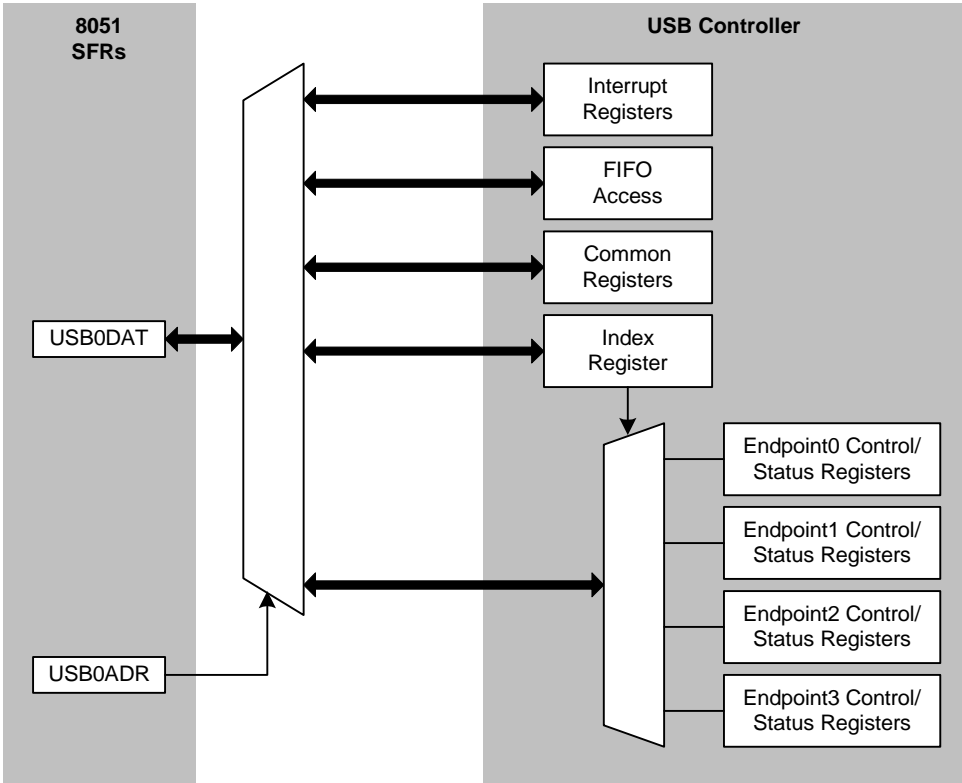 8051
SFRs
USB Controller
Interrupt
Registers
FIFO
Access
Common
Registers
USB0DAT
Index
Register
Endpoint0 Control/
Status Registers
Endpoint1 Control/
Status Registers
Endpoint2 Control/
Status Registers
USB0ADR
Endpoint3 Control/
Status Registers